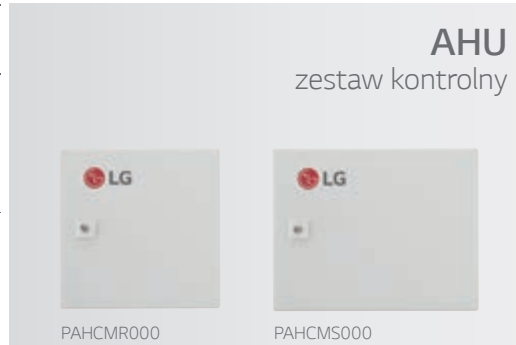 AHU
zestaw kontrolny
LG
LG
PAHCMR000
PAHCMS000